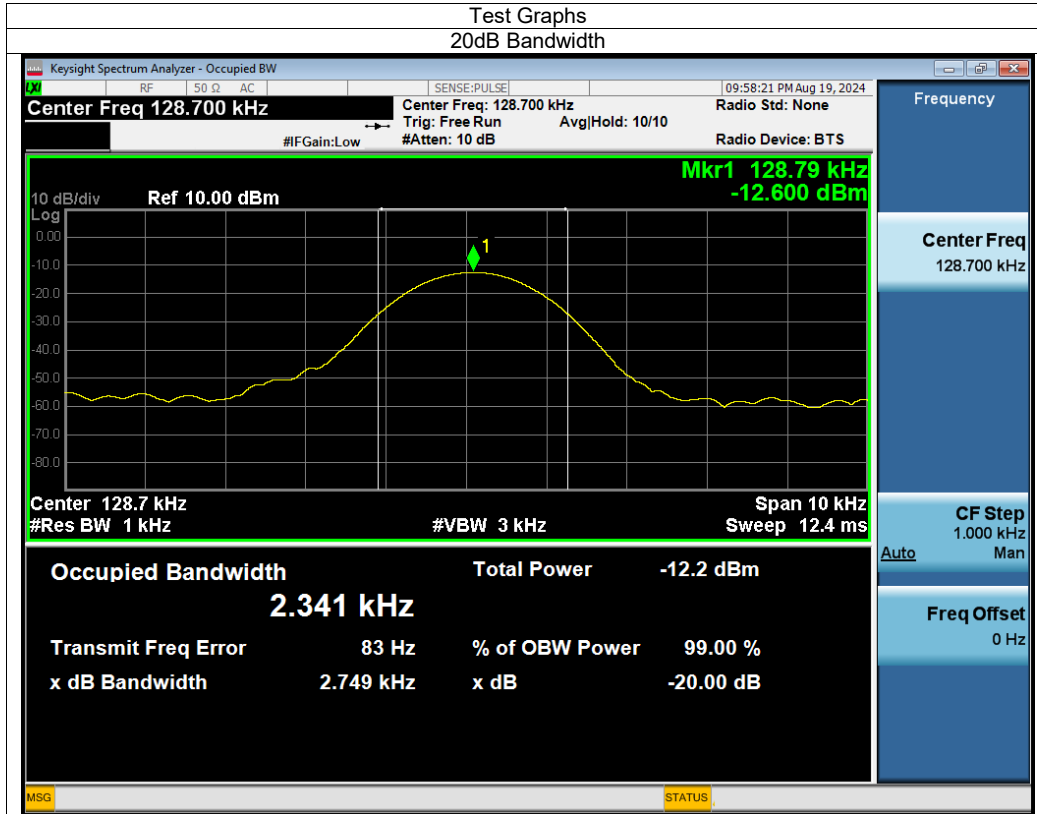 Test Graphs
20dB Bandwidth
Keysight Spectrum Analyzer - Occupied BW
LXI RF 50 Ω AC SENSE:PULSE 09:58:21 PM Aug 19, 2024
Center Freq 128.700 kHz
Center Freq: 128.700 kHz Radio Std: None
Trig: Free Run Avg|Hold: 10/10
#IFGain:Low #Atten: 10 dB Radio Device: BTS
Mkr1 128.79 kHz
-12.600 dBm
10 dB/div Ref 10.00 dBm
Log
0.00
1
-10.0
-20.0
-30.0
-40.0
-50.0
-60.0
-70.0
-80.0
Center 128.7 kHz Span 10 kHz
#Res BW 1 kHz #VBW 3 kHz Sweep 12.4 ms
Occupied Bandwidth Total Power -12.2 dBm
2.341 kHz
Transmit Freq Error 83 Hz % of OBW Power 99.00 %
x dB Bandwidth 2.749 kHz x dB -20.00 dB
Frequency
Center Freq
128.700 kHz
CF Step
1.000 kHz
Auto Man
Freq Offset
0 Hz
MSG STATUS